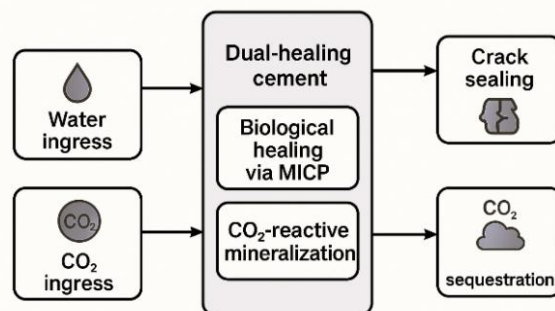 Water
ingress
CO₂
CO₂
ingress
Dual-healing
cement
Biological
healing
via MICP
CO₂-reactive
mineralization
Crack
sealing
CO₂
sequestration